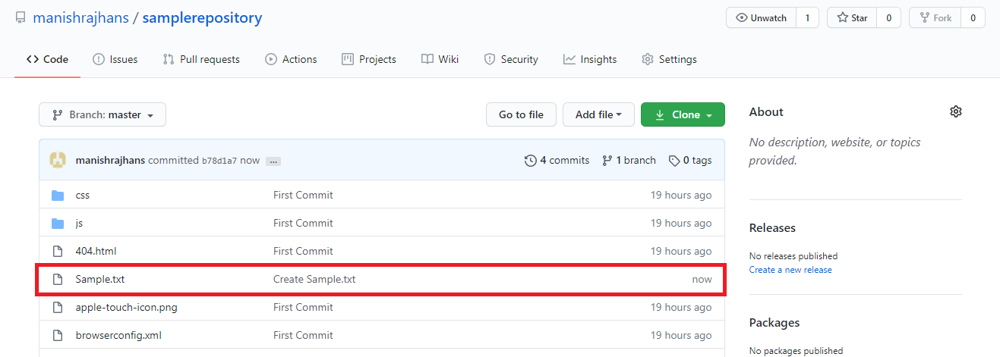 manishrajhans / samplerepository
Unwatch 1 Star 0 Fork 0
Code Issues Pull requests Actions Projects Wiki Security Insights Settings
Branch: master Go to file Add file Clone
manishrajhans committed b78d1a7 now ... 4 commits 1 branch 0 tags
css First Commit 19 hours ago
js First Commit 19 hours ago
404.html First Commit 19 hours ago
Sample.txt Create Sample.txt now
apple-touch-icon.png First Commit 19 hours ago
browserconfig.xml First Commit 19 hours ago
About
No description, website, or topics
provided.
Releases
No releases published
Create a new release
Packages
No packages published